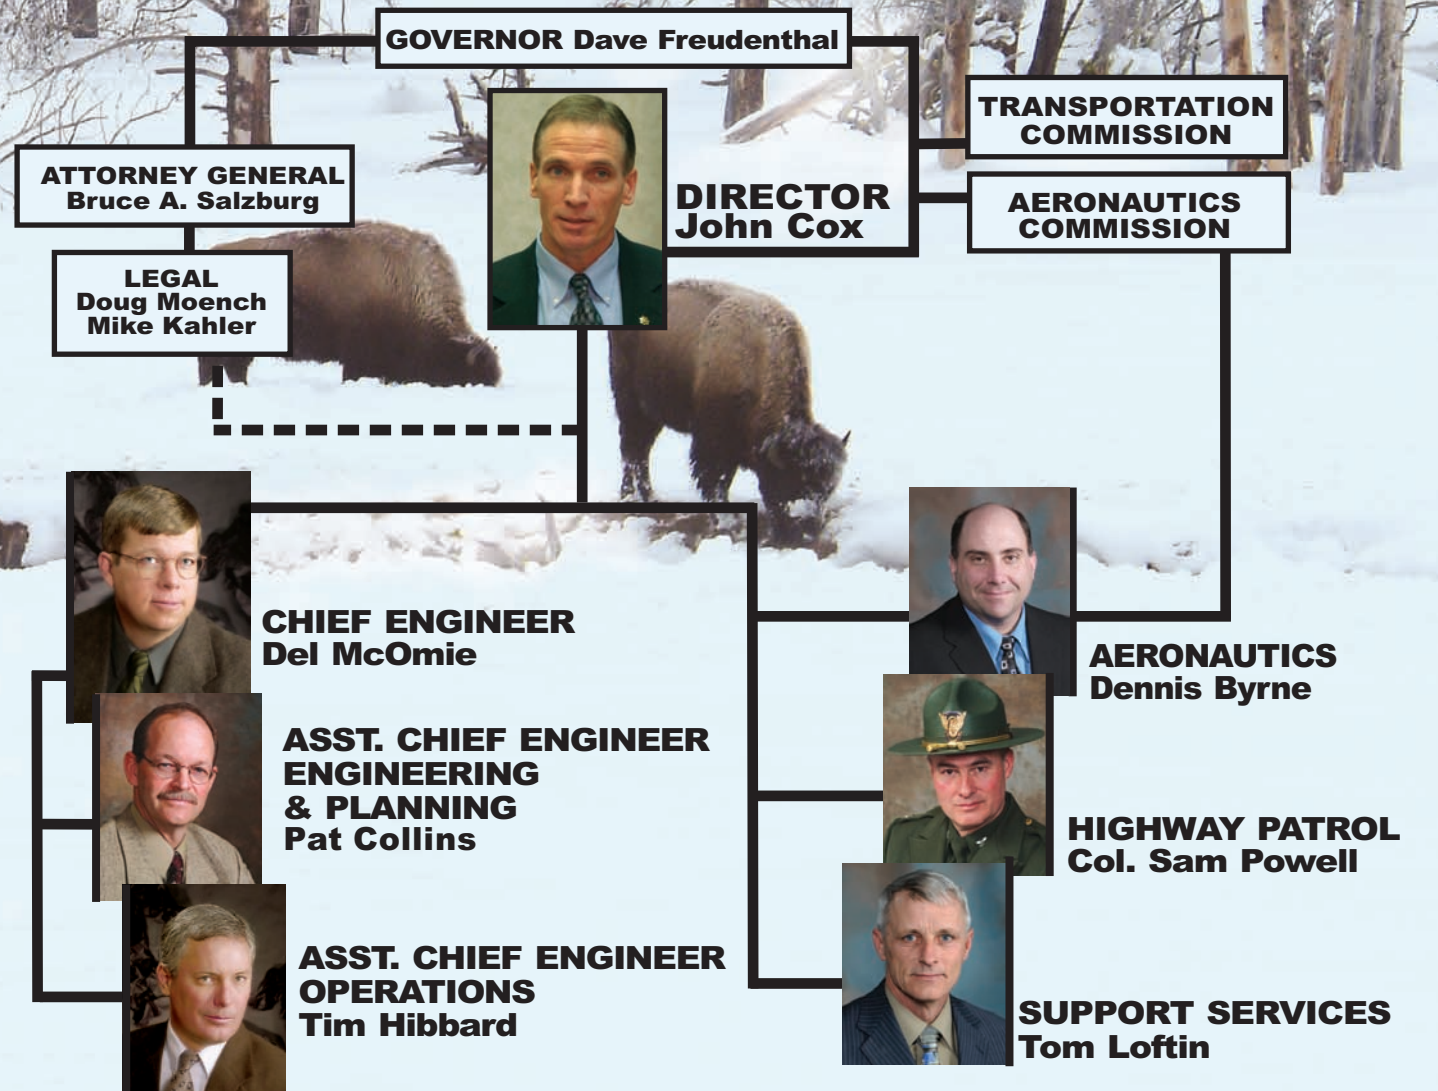 GOVERNOR Dave Freudenthal
TRANSPORTATION
COMMISSION
ATTORNEY GENERAL
Bruce A. Salzburg
DIRECTOR
John Cox
AERONAUTICS
COMMISSION
LEGAL
Doug Moench
Mike Kahler
CHIEF ENGINEER
Del McOmie
ASST. CHIEF ENGINEER
ENGINEERING
& PLANNING
Pat Collins
ASST. CHIEF ENGINEER
OPERATIONS
Tim Hibbard
AERONAUTICS
Dennis Byrne
HIGHWAY PATROL
Col. Sam Powell
SUPPORT SERVICES
Tom Loftin